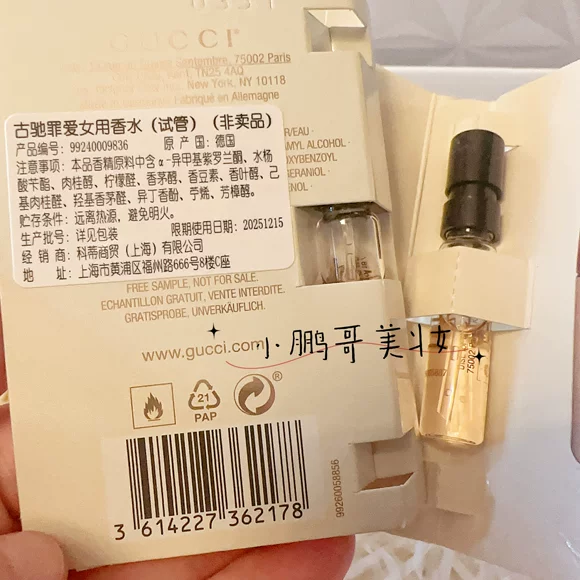 GUCCI
Septembre, 75002 Paris
TN25 4AQ
New York, NY 10118
Fabriqué en Allemagne
古驰罪爱女用香水（试管）（非卖品）
产品编号：99240009836 原产国：德国
注意事项：本品香精原料中含α-异甲基紫罗兰酮、水杨
酸苄酯、肉桂醇、柠檬醛、香茅醇、香豆素、香叶醇、己
基肉桂醛、羟基香茅醛、异丁香酚、苧烯、芳樟醇。
贮存条件：远离热源，避免明火。
生产批号：详见包装 限期使用日期：20251215
经销商：科蒂商贸（上海）有限公司
地址：上海市黄浦区福州路666号8楼C座
AMYL ALCOHOL ·
FREE SAMPLE, NOT FOR SALE.
ECHANTILLON GRATUIT, VENTE INTERDITE.
GRATISPROBE, UNVERKÄUFLICH.
www.gucci.com
小鹏哥美妆
21
PAP
®
3 614227 362178
99260058856